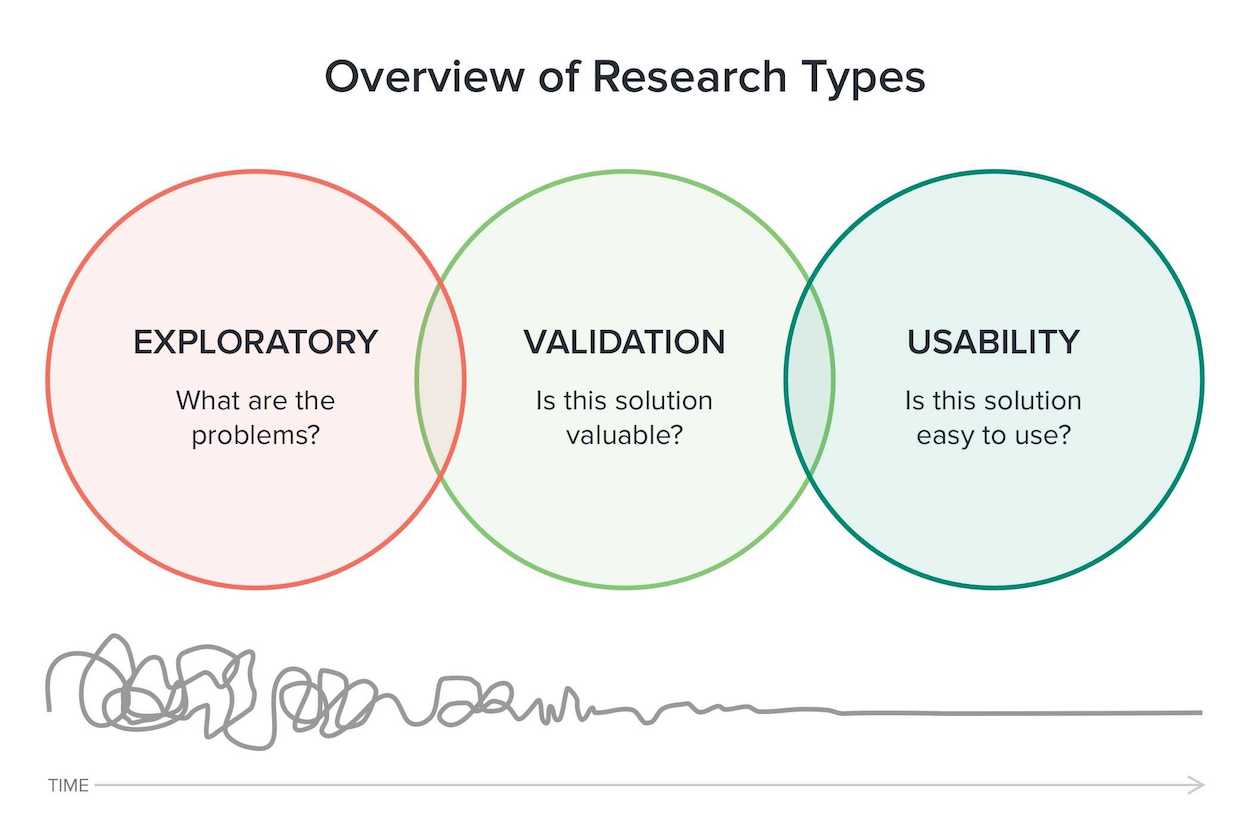 Overview of Research Types
EXPLORATORY
What are the
problems?
VALIDATION
Is this solution
valuable?
USABILITY
Is this solution
easy to use?
TIME